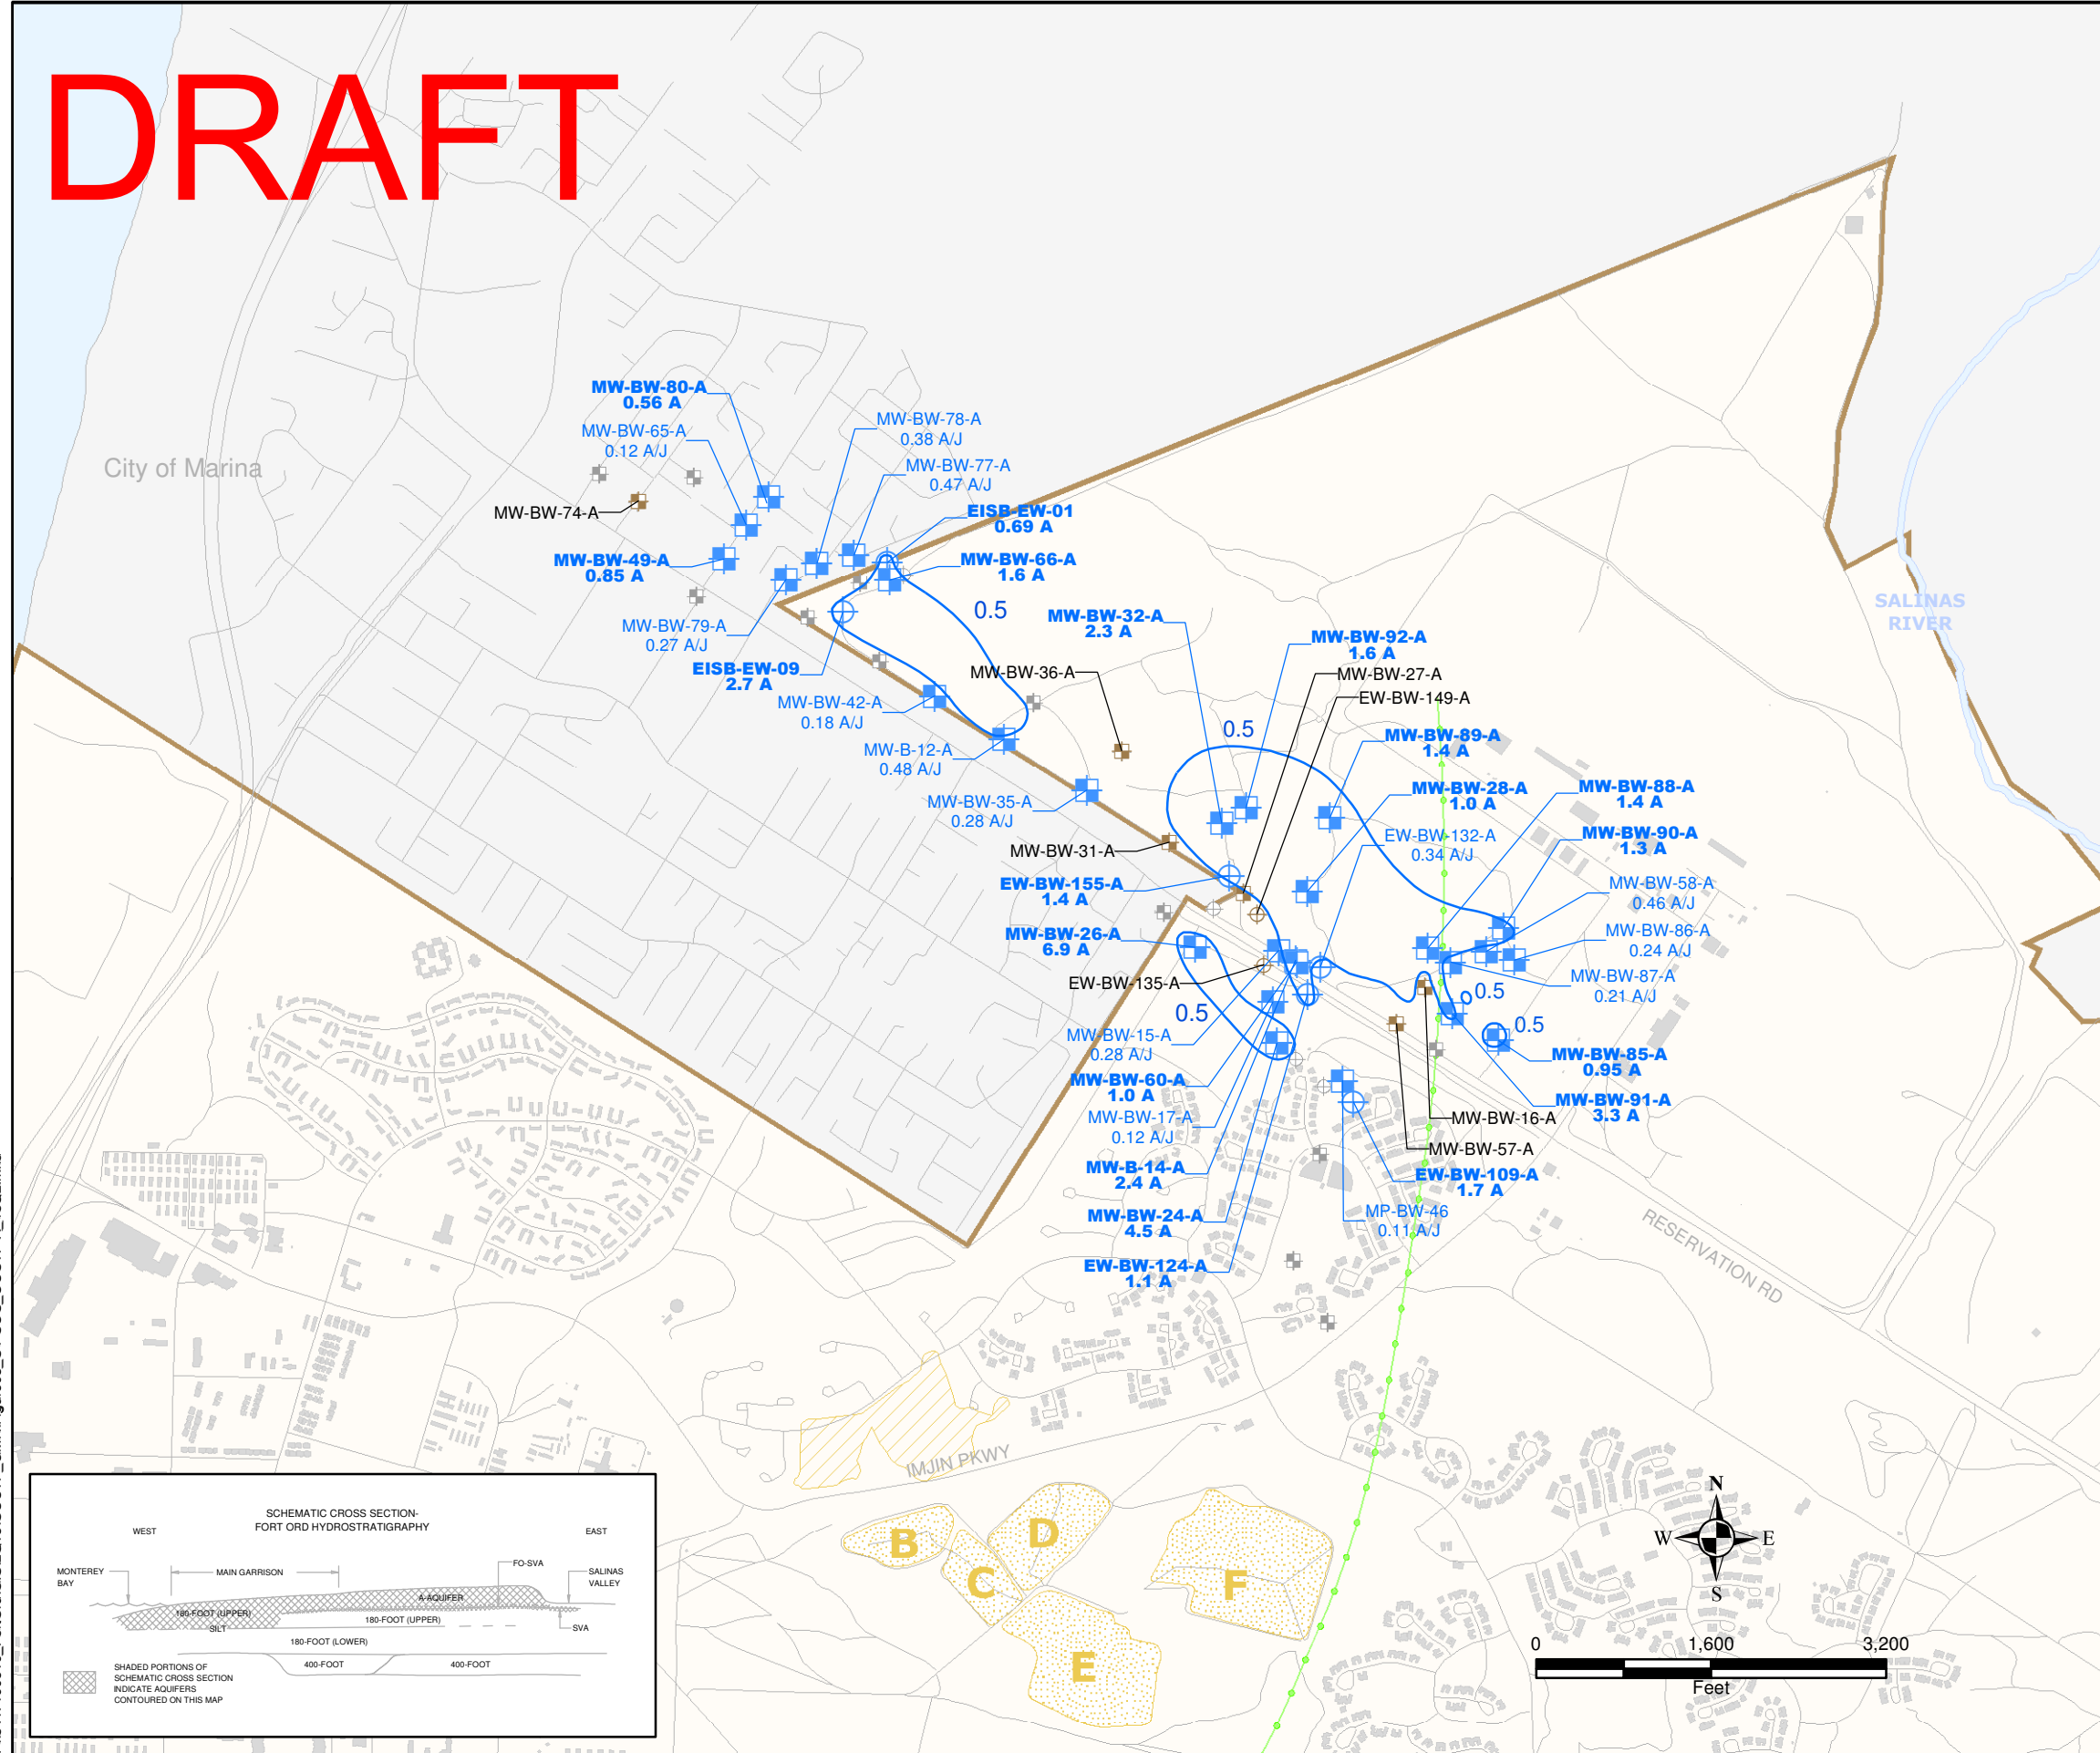 DRAFT
City of Marina
MW-BW-80-A
0.56 A
MW-BW-65-A
0.12 A/J
MW-BW-78-A
0.38 A/J
MW-BW-77-A
0.47 A/J
MW-BW-74-A
EISB-EW-01
0.69 A
MW-BW-49-A
0.85 A
MW-BW-66-A
1.6 A
0.5
MW-BW-79-A
0.27 A/J
EISB-EW-09
2.7 A
MW-BW-42-A
0.18 A/J
MW-B-12-A
0.48 A/J
MW-BW-35-A
0.28 A/J
MW-BW-32-A
2.3 A
MW-BW-92-A
1.6 A
MW-BW-36-A
MW-BW-27-A
EW-BW-149-A
0.5
MW-BW-89-A
1.4 A
MW-BW-28-A
1.0 A
MW-BW-88-A
1.4 A
EW-BW-132-A
0.34 A/J
MW-BW-90-A
1.3 A
MW-BW-31-A
EW-BW-155-A
1.4 A
MW-BW-58-A
0.46 A/J
MW-BW-26-A
6.9 A
MW-BW-86-A
0.24 A/J
EW-BW-135-A
MW-BW-87-A
0.21 A/J
0.5
0.5
0.5
MW-BW-15-A
0.28 A/J
MW-BW-85-A
0.95 A
MW-BW-60-A
1.0 A
MW-BW-91-A
3.3 A
MW-BW-17-A
0.12 A/J
MW-BW-16-A
MW-BW-57-A
MW-B-14-A
2.4 A
EW-BW-109-A
1.7 A
MW-BW-24-A
4.5 A
MP-BW-46
0.11 A/J
EW-BW-124-A
1.1 A
SALINAS
RIVER
RESERVATION RD
IMJIN PKWY
B
C
D
E
F
N
W
E
S
0
1,600
3,200
Feet
SCHEMATIC CROSS SECTION-
FORT ORD HYDROSTRATIGRAPHY
WEST
EAST
MONTEREY
BAY
MAIN GARRISON
FO-SVA
SALINAS
VALLEY
A-AQUIFER
180-FOOT (UPPER)
180-FOOT (UPPER)
SILT
SVA
180-FOOT (LOWER)
400-FOOT
400-FOOT
SHADED PORTIONS OF
SCHEMATIC CROSS SECTION
INDICATE AQUIFERS
CONTOURED ON THIS MAP